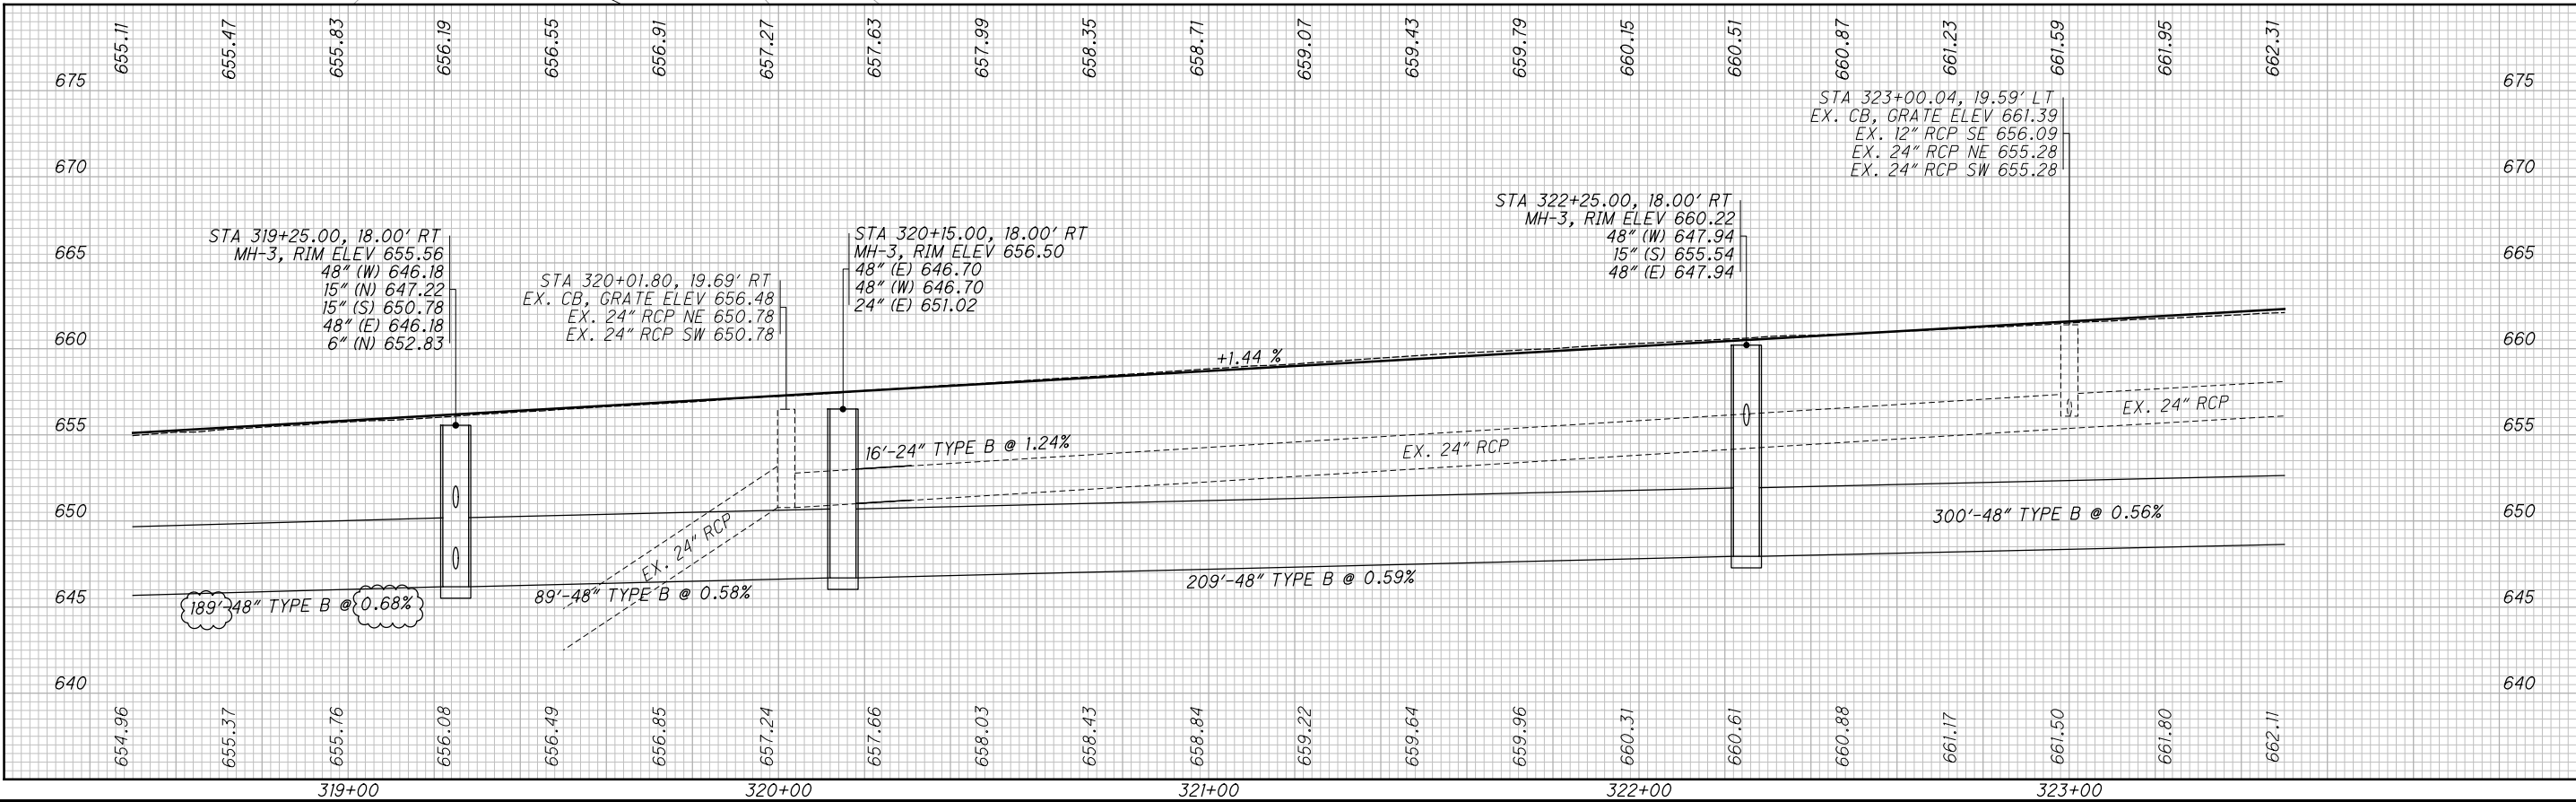 655.11 655.47 655.83 656.19 656.55 656.91 657.27 657.63 657.99 658.35 658.71 659.07 659.43 659.79 660.15 660.51 660.87 661.23 661.59 661.95 662.31
675 675
STA 323+00.04, 19.59' LT
EX. CB, GRATE ELEV 661.39
EX. 12" RCP SE 656.09
EX. 24" RCP NE 655.28
EX. 24" RCP SW 655.28
670 670
STA 322+25.00, 18.00' RT
MH-3, RIM ELEV 660.22
48" (W) 647.94
15" (S) 655.54
48" (E) 647.94
STA 319+25.00, 18.00' RT
MH-3, RIM ELEV 655.56
48" (W) 646.18
15" (N) 647.22
15" (S) 650.78
48" (E) 646.18
6" (N) 652.83
STA 320+01.80, 19.69' RT
EX. CB, GRATE ELEV 656.48
EX. 24" RCP NE 650.78
EX. 24" RCP SW 650.78
STA 320+15.00, 18.00' RT
MH-3, RIM ELEV 656.50
48" (E) 646.70
48" (W) 646.70
24" (E) 651.02
665 665
660 660
+1.44 %
EX. 24" RCP
655 655
16'-24" TYPE B @ 1.24%
EX. 24" RCP
650 650
300'-48" TYPE B @ 0.56%
EX. 24" RCP
209'-48" TYPE B @ 0.59%
89'-48" TYPE B @ 0.58%
189'-48" TYPE B @ 0.68%
645 645
640 640
654.96 655.37 655.76 656.08 656.49 656.85 657.24 657.66 658.03 658.43 658.84 659.22 659.64 659.96 660.31 660.61 660.88 661.17 661.50 661.80 662.11
319+00 320+00 321+00 322+00 323+00